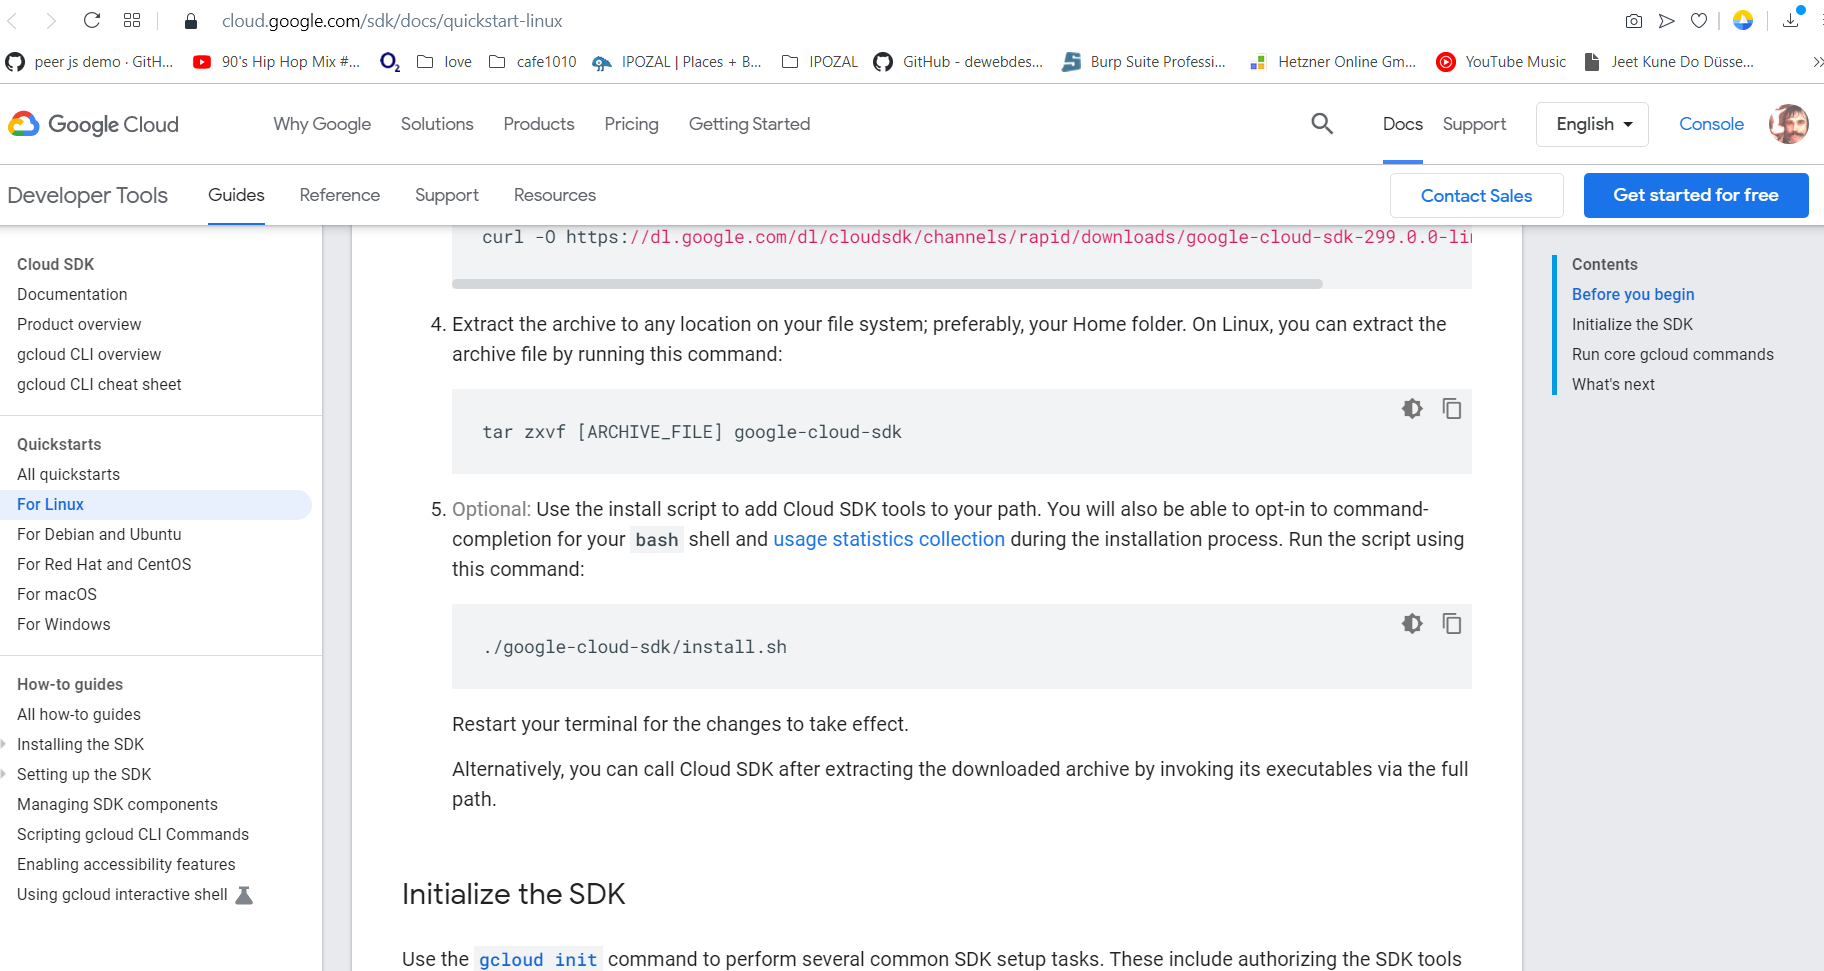 cloud.google.com/sdk/docs/quickstart-linux
peer js demo · GitH...
90's Hip Hop Mix #...
love
cafe1010
IPOZAL | Places + B...
IPOZAL
GitHub - dewebdes...
Burp Suite Professi...
Hetzner Online Gm...
YouTube Music
Jeet Kune Do Düsse...
Google Cloud
Why Google
Solutions
Products
Pricing
Getting Started
Docs
Support
English
Console
Developer Tools
Guides
Reference
Support
Resources
Contact Sales
Get started for free
Cloud SDK
Documentation
Product overview
gcloud CLI overview
gcloud CLI cheat sheet
Quickstarts
All quickstarts
For Linux
For Debian and Ubuntu
For Red Hat and CentOS
For macOS
For Windows
How-to guides
All how-to guides
Installing the SDK
Setting up the SDK
Managing SDK components
Scripting gcloud CLI Commands
Enabling accessibility features
Using gcloud interactive shell
curl -O https://dl.google.com/dl/cloudsdk/channels/rapid/downloads/google-cloud-sdk-299.0.0-lin
4. Extract the archive to any location on your file system; preferably, your Home folder. On Linux, you can extract the
archive file by running this command:
tar zxvf [ARCHIVE_FILE] google-cloud-sdk
5. Optional: Use the install script to add Cloud SDK tools to your path. You will also be able to opt-in to command-
completion for your bash shell and usage statistics collection during the installation process. Run the script using
this command:
./google-cloud-sdk/install.sh
Restart your terminal for the changes to take effect.
Alternatively, you can call Cloud SDK after extracting the downloaded archive by invoking its executables via the full
path.
Initialize the SDK
Use the gcloud init command to perform several common SDK setup tasks. These include authorizing the SDK tools
Contents
Before you begin
Initialize the SDK
Run core gcloud commands
What's next